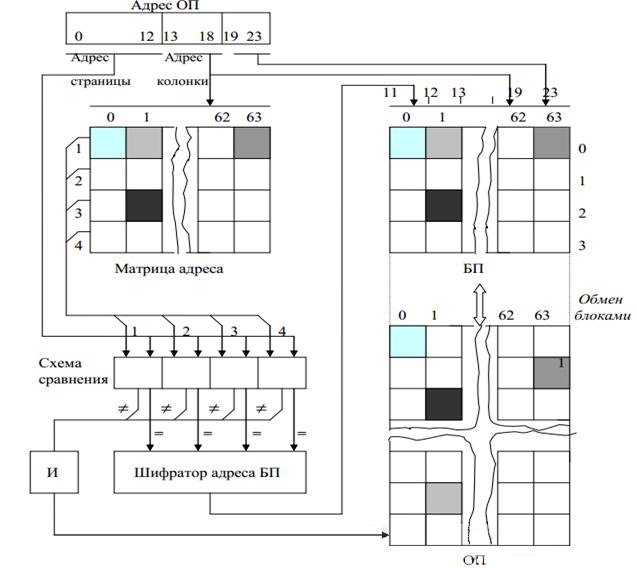 Адрес ОП
0 12 13 18 19 23
Адрес Адрес
страницы колонки
11 12 13 19 23
0 1 62 63
0 1 62 63
1
2
3
4
0
1
2
3
Матрица адреса
БП
Обмен
блоками
0 1 62 63
1
1 2 3 4
Схема
сравнения
≠ ≠ ≠ ≠
= = = =
И
Шифратор адреса БП
ОП